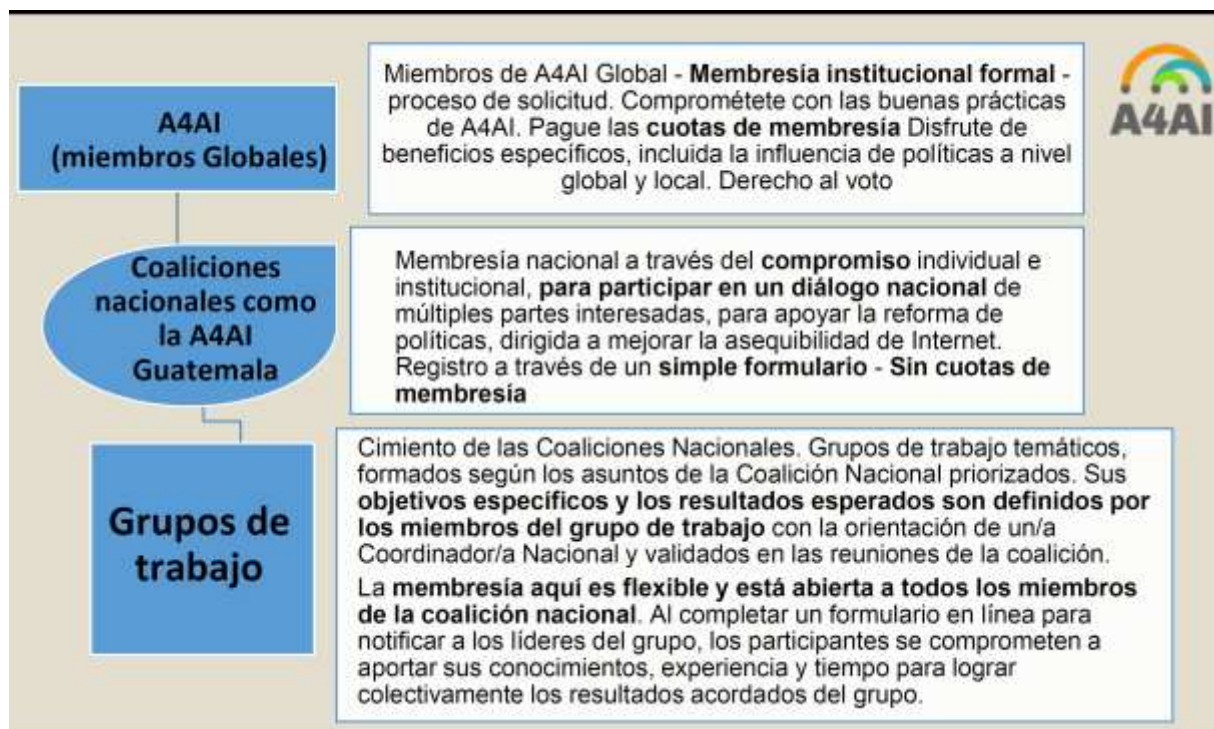 A4AI
(miembros Globales)
Miembros de A4AI Global - Membresía institucional formal -
proceso de solicitud. Comprométete con las buenas prácticas
de A4AI. Pague las cuotas de membresía Disfrute de
beneficios específicos, incluida la influencia de políticas a nivel
global y local. Derecho al voto
A4AI
Coaliciones
nacionales como
la A4AI
Guatemala
Membresía nacional a través del compromiso individual e
institucional, para participar en un diálogo nacional de
múltiples partes interesadas, para apoyar la reforma de
políticas, dirigida a mejorar la asequibilidad de Internet.
Registro a través de un simple formulario - Sin cuotas de
membresía
Grupos de
trabajo
Cimiento de las Coaliciones Nacionales. Grupos de trabajo temáticos,
formados según los asuntos de la Coalición Nacional priorizados. Sus
objetivos específicos y los resultados esperados son definidos por
los miembros del grupo de trabajo con la orientación de un/a
Coordinador/a Nacional y validados en las reuniones de la coalición.
La membresía aquí es flexible y está abierta a todos los miembros
de la coalición nacional. Al completar un formulario en línea para
notificar a los líderes del grupo, los participantes se comprometen a
aportar sus conocimientos, experiencia y tiempo para lograr
colectivamente los resultados acordados del grupo.